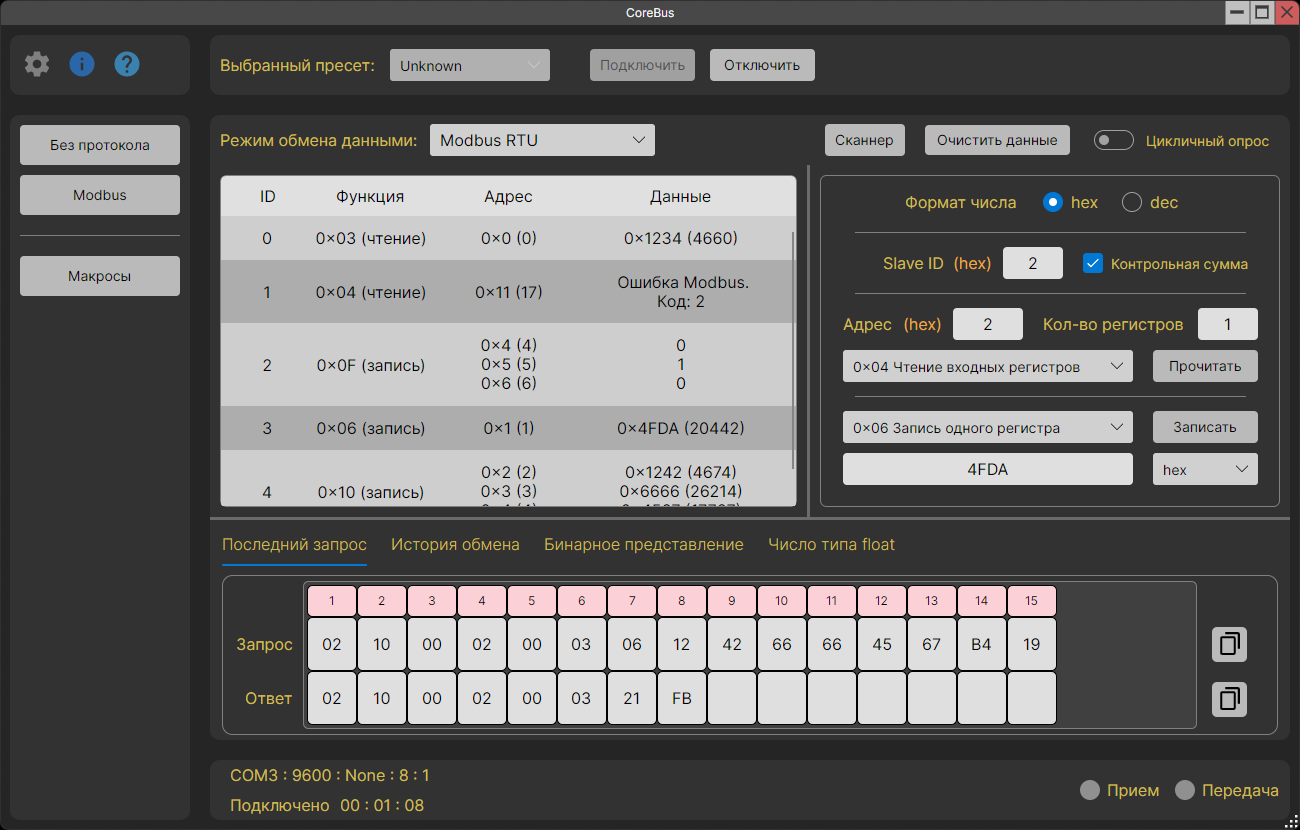 CoreBus
Выбранный пресет: Unknown Подключить Отключить
Без протокола
Modbus
Макросы
Режим обмена данными: Modbus RTU Сканнер Очистить данные Цикличный опрос
ID Функция Адрес Данные
0 0×03 (чтение) 0×0 (0) 0×1234 (4660)
1 0×04 (чтение) 0×11 (17) Ошибка Modbus.
Код: 2
2 0×0F (запись) 0×4 (4) 0
0×5 (5) 1
0×6 (6) 0
3 0×06 (запись) 0×1 (1) 0×4FDA (20442)
4 0×10 (запись) 0×2 (2) 0×1242 (4674)
0×3 (3) 0×6666 (26214)
Формат числа hex dec
Slave ID (hex) 2 Контрольная сумма
Адрес (hex) 2 Кол-во регистров 1
0×04 Чтение входных регистров Прочитать
0×06 Запись одного регистра Записать
4FDA hex
Последний запрос История обмена Бинарное представление Число типа float
1 2 3 4 5 6 7 8 9 10 11 12 13 14 15
Запрос 02 10 00 02 00 03 06 12 42 66 66 45 67 B4 19
Ответ 02 10 00 02 00 03 21 FB
COM3 : 9600 : None : 8 : 1
Подключено 00 : 01 : 08
Прием Передача